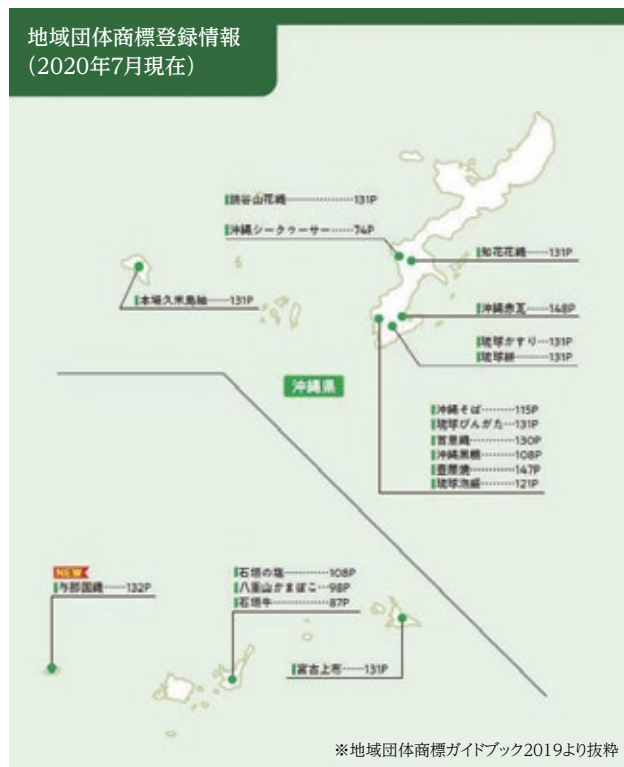 地域団体商標登録情報
（2020年7月現在）
読谷山花織……………131P
沖縄シークヮーサー……74P
知花花織……131P
本場久米島紬……131P
沖縄赤瓦……148P
琉球かすり…131P
琉球絣………131P
沖縄県
沖縄そば………115P
琉球びんがた…131P
首里織…………130P
沖縄黒糖………108P
壺屋焼…………147P
琉球泡盛………121P
NEW
与那国織……132P
石垣の塩…………108P
八重山かまぼこ…98P
石垣牛……………87P
宮古上布……131P
※地域団体商標ガイドブック2019より抜粋